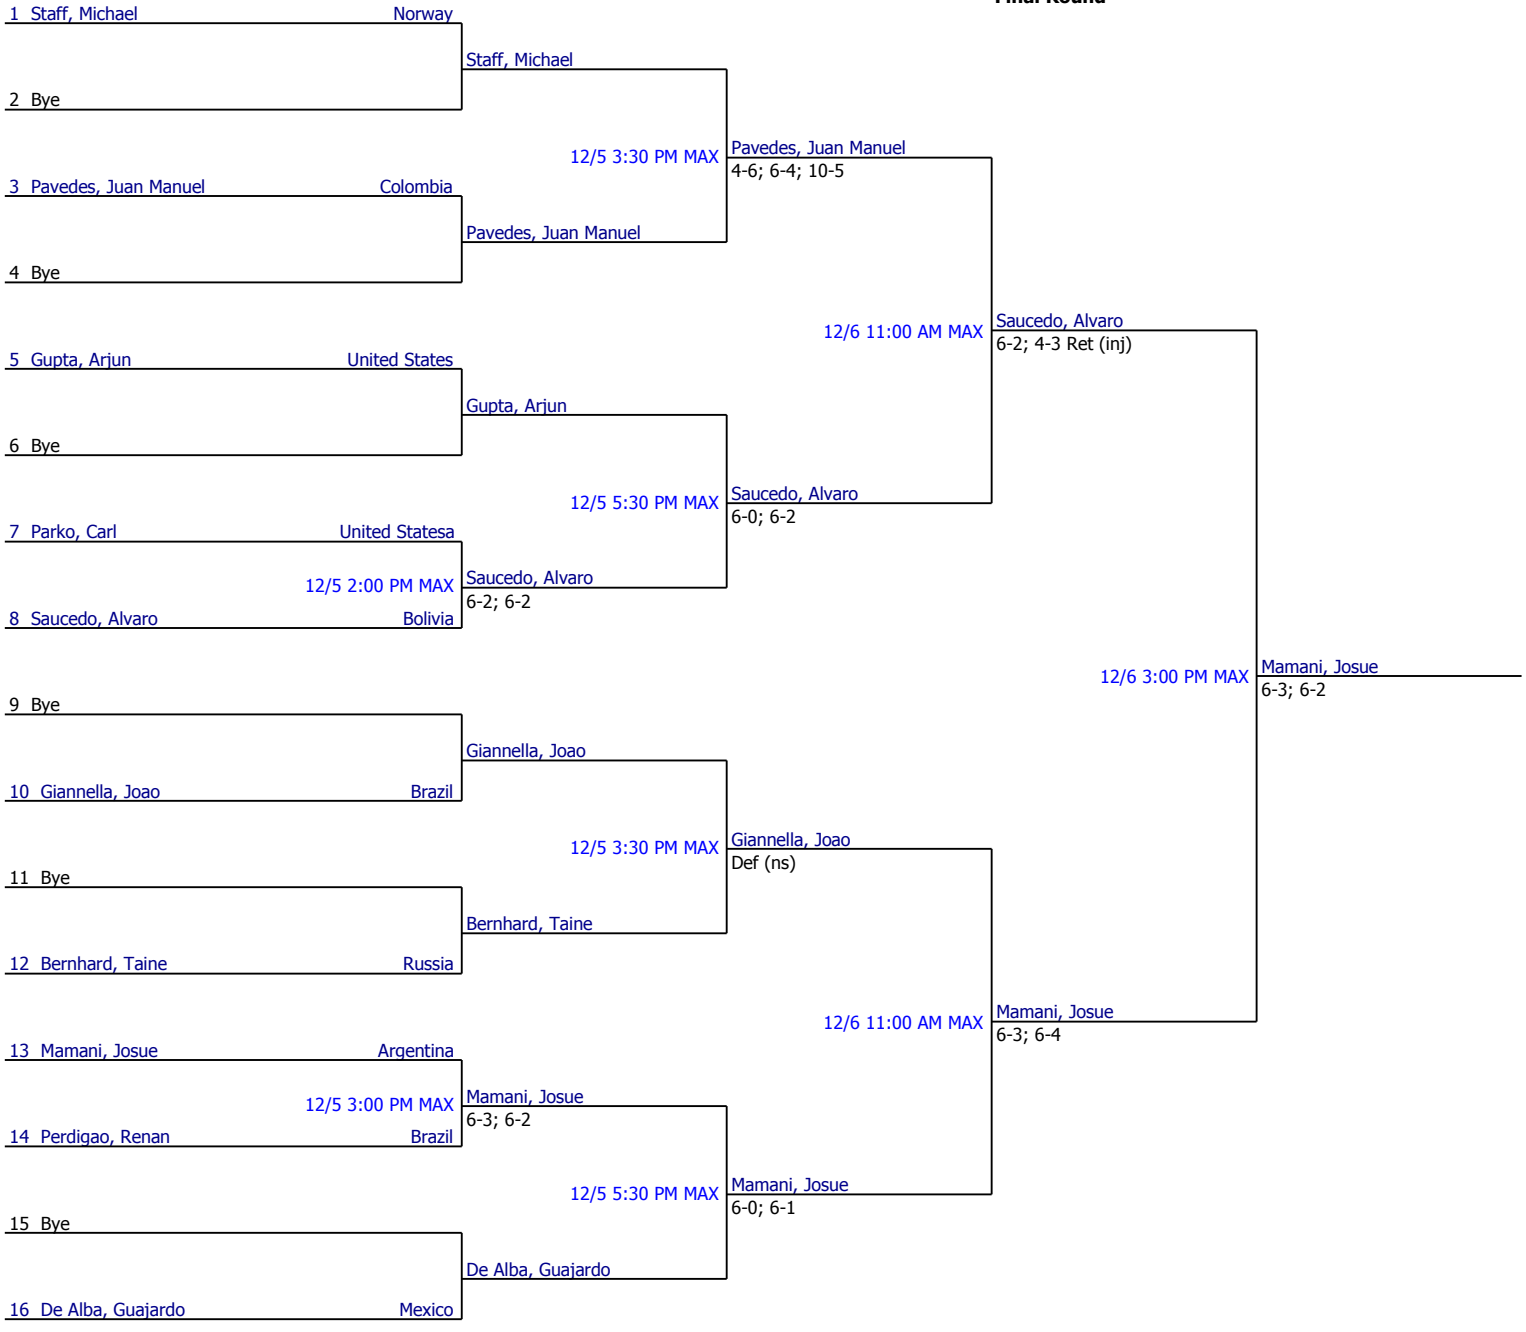 Final Round
1 Staff, Michael Norway
Staff, Michael
2 Bye
12/5 3:30 PM MAX Pavedes, Juan Manuel
4-6; 6-4; 10-5
3 Pavedes, Juan Manuel Colombia
Pavedes, Juan Manuel
4 Bye
12/6 11:00 AM MAX Saucedo, Alvaro
6-2; 4-3 Ret (inj)
5 Gupta, Arjun United States
Gupta, Arjun
6 Bye
12/5 5:30 PM MAX Saucedo, Alvaro
6-0; 6-2
7 Parko, Carl United Statesa
12/5 2:00 PM MAX Saucedo, Alvaro
6-2; 6-2
8 Saucedo, Alvaro Bolivia
12/6 3:00 PM MAX Mamani, Josue
6-3; 6-2
9 Bye
Giannella, Joao
10 Giannella, Joao Brazil
12/5 3:30 PM MAX Giannella, Joao
Def (ns)
11 Bye
Bernhard, Taine
12 Bernhard, Taine Russia
12/6 11:00 AM MAX Mamani, Josue
6-3; 6-4
13 Mamani, Josue Argentina
12/5 3:00 PM MAX Mamani, Josue
6-3; 6-2
14 Perdigao, Renan Brazil
12/5 5:30 PM MAX Mamani, Josue
6-0; 6-1
15 Bye
De Alba, Guajardo
16 De Alba, Guajardo Mexico